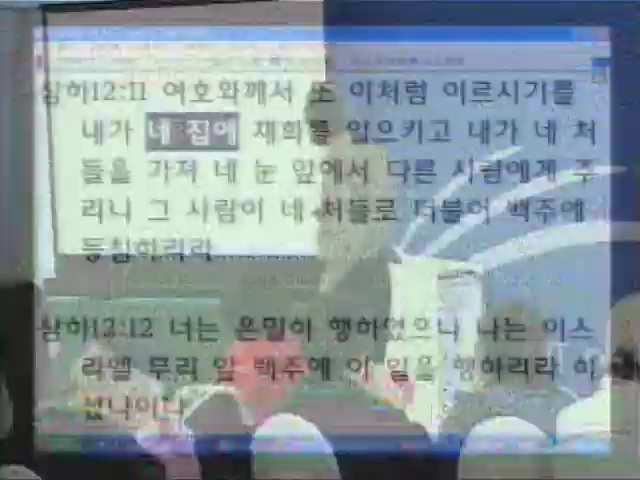 삼하12:11 여호와께서 또 이처럼 이르시기를
내가 네 집에 재화를 일으키고 내가 네 처
들을 가져 네 눈 앞에서 다른 사람에게 주
리니 그 사람이 네 처들로 더불어 백주에
동침하리라
삼하12:12 너는 은밀히 행하였으나 나는 이스
라엘 무리 앞 백주에 이 일을 행하리라 하
셨나이다